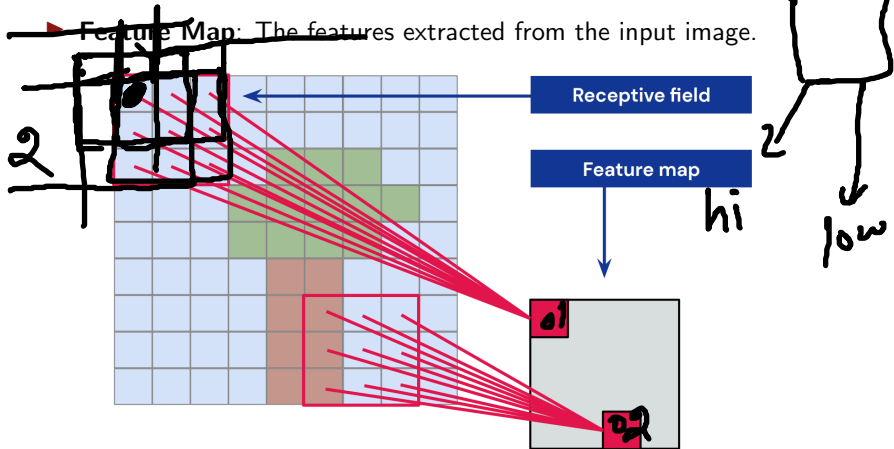 Feature Map: The features extracted from the input image.
Receptive field
2
2
Feature map
hi
low
01
02